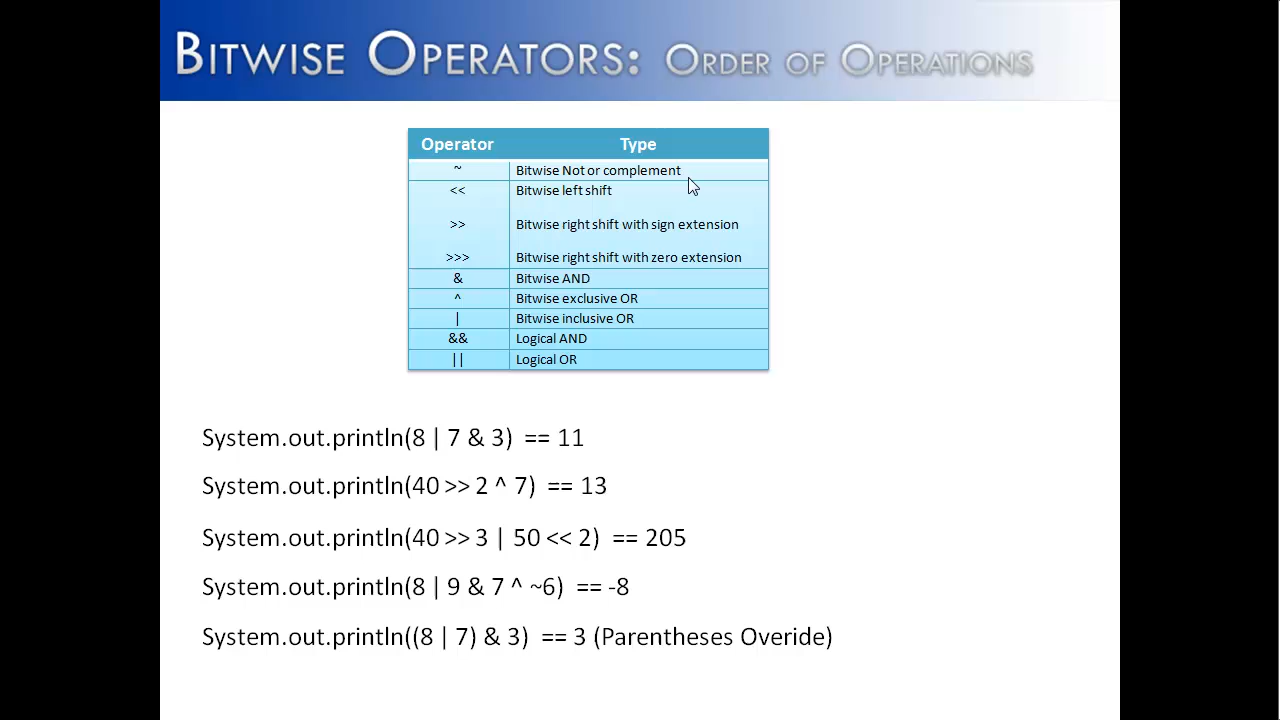 BITWISE OPERATORS: ORDER OF OPERATIONS
Operator Type
~ Bitwise Not or complement
<< Bitwise left shift
>> Bitwise right shift with sign extension
>>> Bitwise right shift with zero extension
& Bitwise AND
^ Bitwise exclusive OR
| Bitwise inclusive OR
&& Logical AND
|| Logical OR
System.out.println(8 | 7 & 3) == 11
System.out.println(40 >> 2 ^ 7) == 13
System.out.println(40 >> 3 | 50 << 2) == 205
System.out.println(8 | 9 & 7 ^ ~6) == -8
System.out.println((8 | 7) & 3) == 3 (Parentheses Overide)